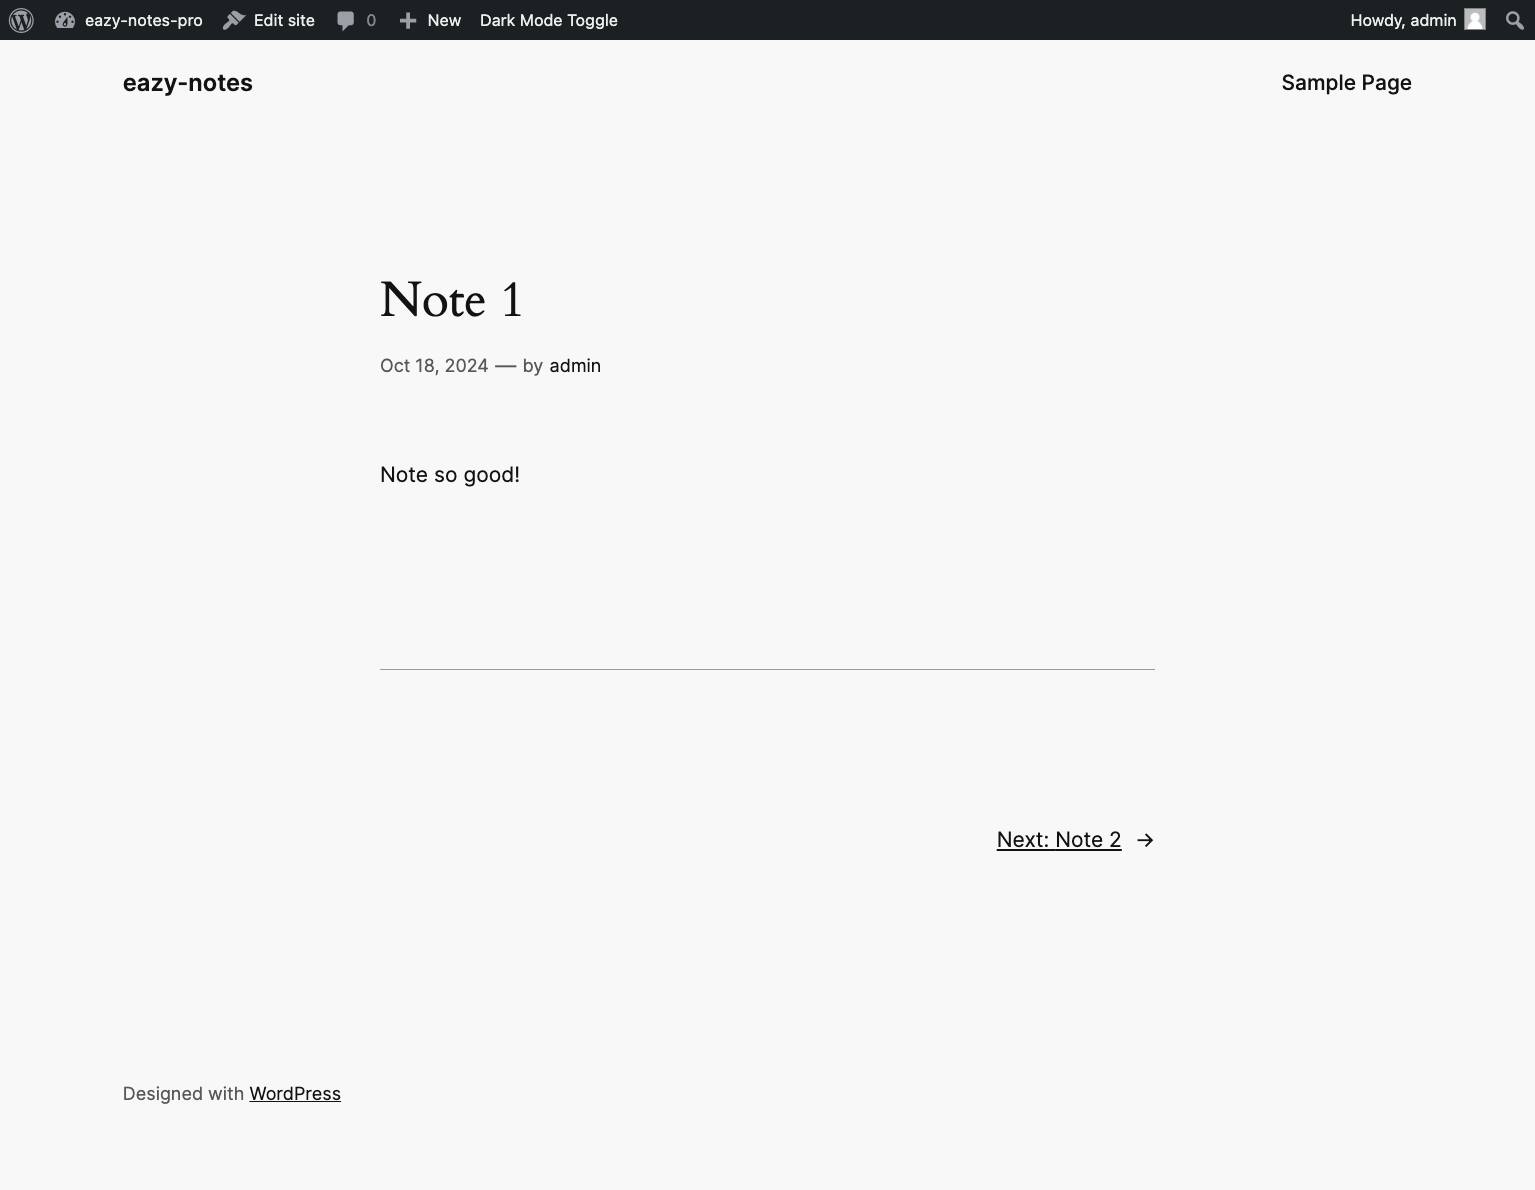 eazy-notes-pro Edit site 0 New Dark Mode Toggle Howdy, admin
eazy-notes Sample Page
Note 1
Oct 18, 2024 — by admin
Note so good!
Next: Note 2 →
Designed with WordPress